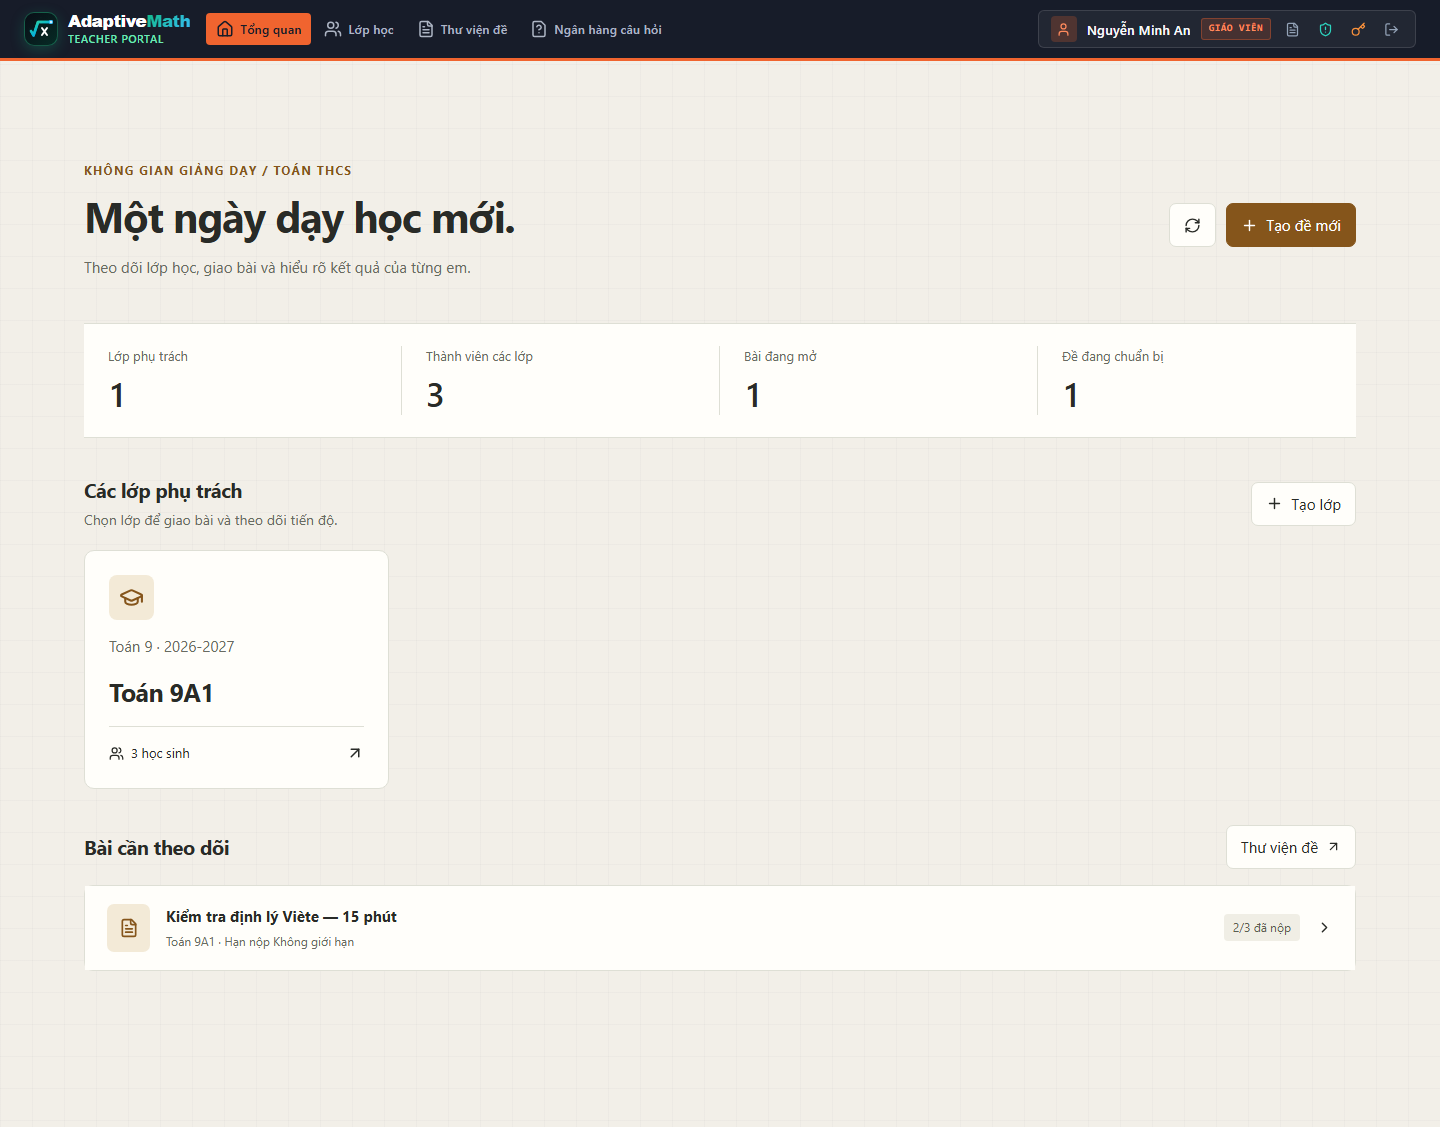 AdaptiveMath
TEACHER PORTAL
Tổng quan
Lớp học
Thư viện đề
Ngân hàng câu hỏi
Nguyễn Minh An
GIÁO VIÊN
KHÔNG GIAN GIẢNG DẠY / TOÁN THCS
Một ngày dạy học mới.
Theo dõi lớp học, giao bài và hiểu rõ kết quả của từng em.
Tạo đề mới
Lớp phụ trách
1
Thành viên các lớp
3
Bài đang mở
1
Đề đang chuẩn bị
1
Các lớp phụ trách
Chọn lớp để giao bài và theo dõi tiến độ.
Tạo lớp
Toán 9 · 2026-2027
Toán 9A1
3 học sinh
Bài cần theo dõi
Thư viện đề
Kiểm tra định lý Viète — 15 phút
Toán 9A1 · Hạn nộp Không giới hạn
2/3 đã nộp